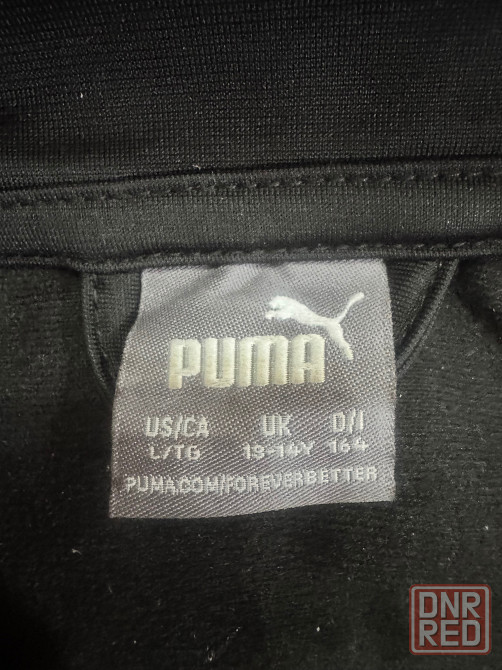 PUMA
US/CA UK D/I
L/TG 13-14Y 164
PUMA.COM/FOREVERBETTER
DNR
RED